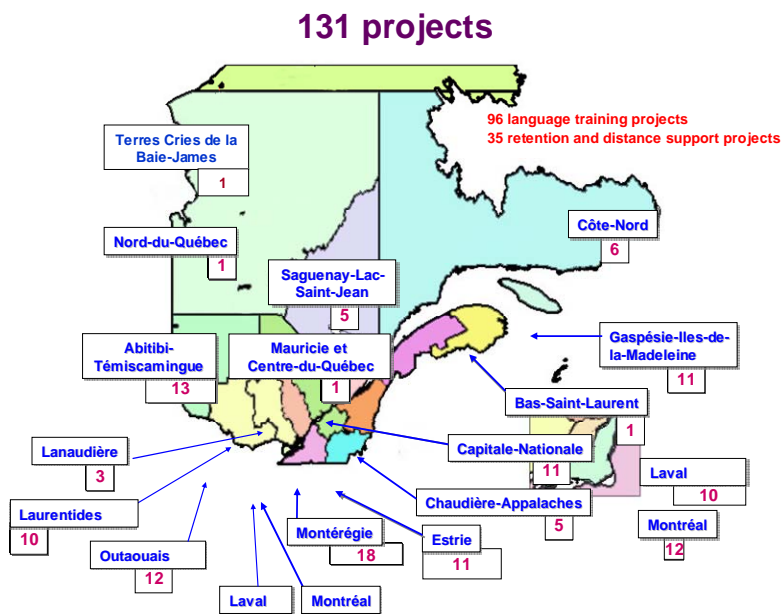 131 projects
96 language training projects
35 retention and distance support projects
Terres Cries de la
Baie-James
1
Côte-Nord
6
Nord-du-Québec
1
Saguenay-Lac-
Saint-Jean
5
Gaspésie-Iles-de-
la-Madeleine
11
Abitibi-
Témiscamingue
13
Mauricie et
Centre-du-Québec
1
Bas-Saint-Laurent
1
Lanaudière
3
Capitale-Nationale
11
Laval
10
Laurentides
10
Chaudière-Appalaches
5
Montréal
12
Outaouais
12
Montérégie
18
Estrie
11
Laval
Montréal